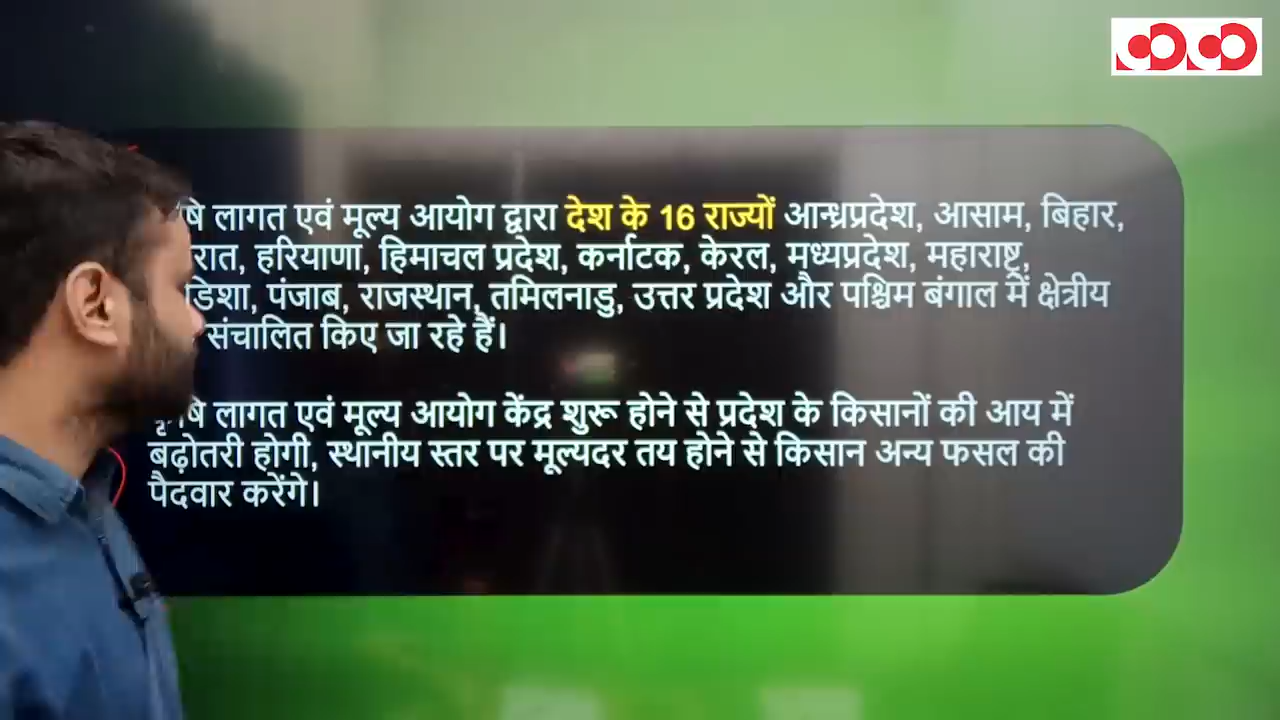 लागत एवं मूल्य आयोग द्वारा देश के 16 राज्यों आन्ध्रप्रदेश, आसाम, बिहार,
हरियाणा, हिमाचल प्रदेश, कर्नाटक, केरल, मध्यप्रदेश, महाराष्ट्र,
पंजाब, राजस्थान, तमिलनाडु, उत्तर प्रदेश और पश्चिम बंगाल में क्षेत्रीय
संचालित किए जा रहे हैं।
लागत एवं मूल्य आयोग केंद्र शुरू होने से प्रदेश के किसानों की आय में
बढ़ोतरी होगी, स्थानीय स्तर पर मूल्यदर तय होने से किसान अन्य फसल की
पैदवार करेंगे।